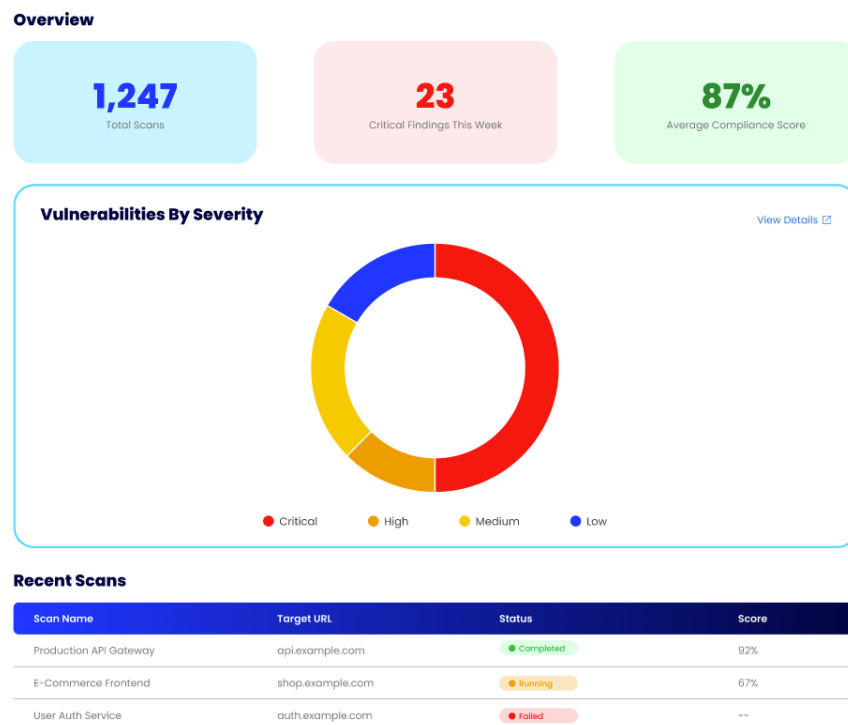 Overview
1,247
Total Scans
23
Critical Findings This Week
87%
Average Compliance Score
Vulnerabilities By Severity
View Details
Critical High Medium Low
Recent Scans
Scan Name Target URL Status Score
Production API Gateway api.example.com Completed 92%
E-Commerce Frontend shop.example.com Running 67%
User Auth Service auth.example.com Failed --